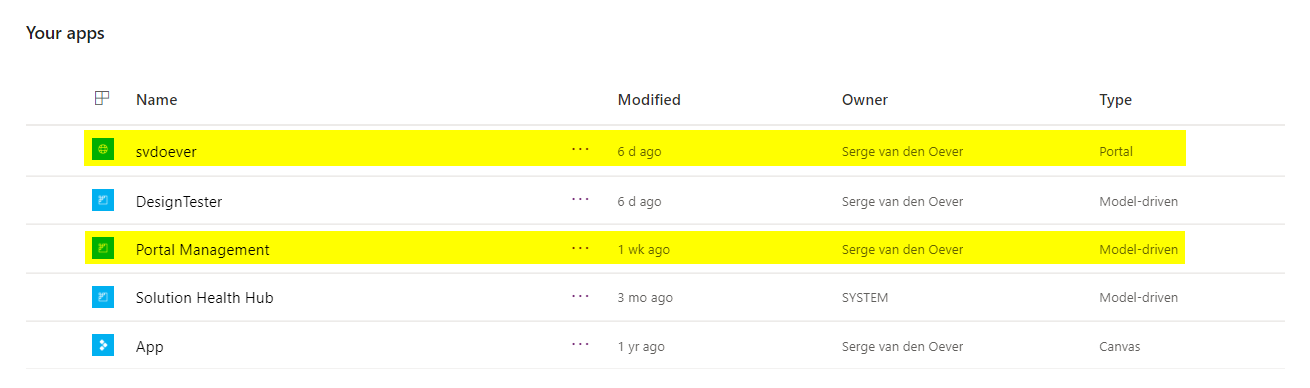 Your apps
Name Modified Owner Type
svdoever ... 6 d ago Serge van den Oever Portal
DesignTester ... 6 d ago Serge van den Oever Model-driven
Portal Management ... 1 wk ago Serge van den Oever Model-driven
Solution Health Hub ... 3 mo ago SYSTEM Model-driven
App ... 1 yr ago Serge van den Oever Canvas